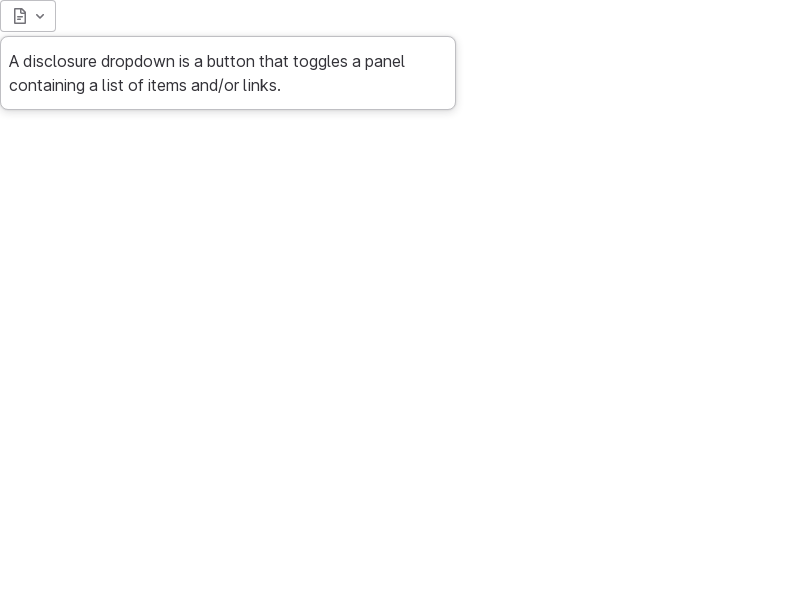 A disclosure dropdown is a button that toggles a panel
containing a list of items and/or links.